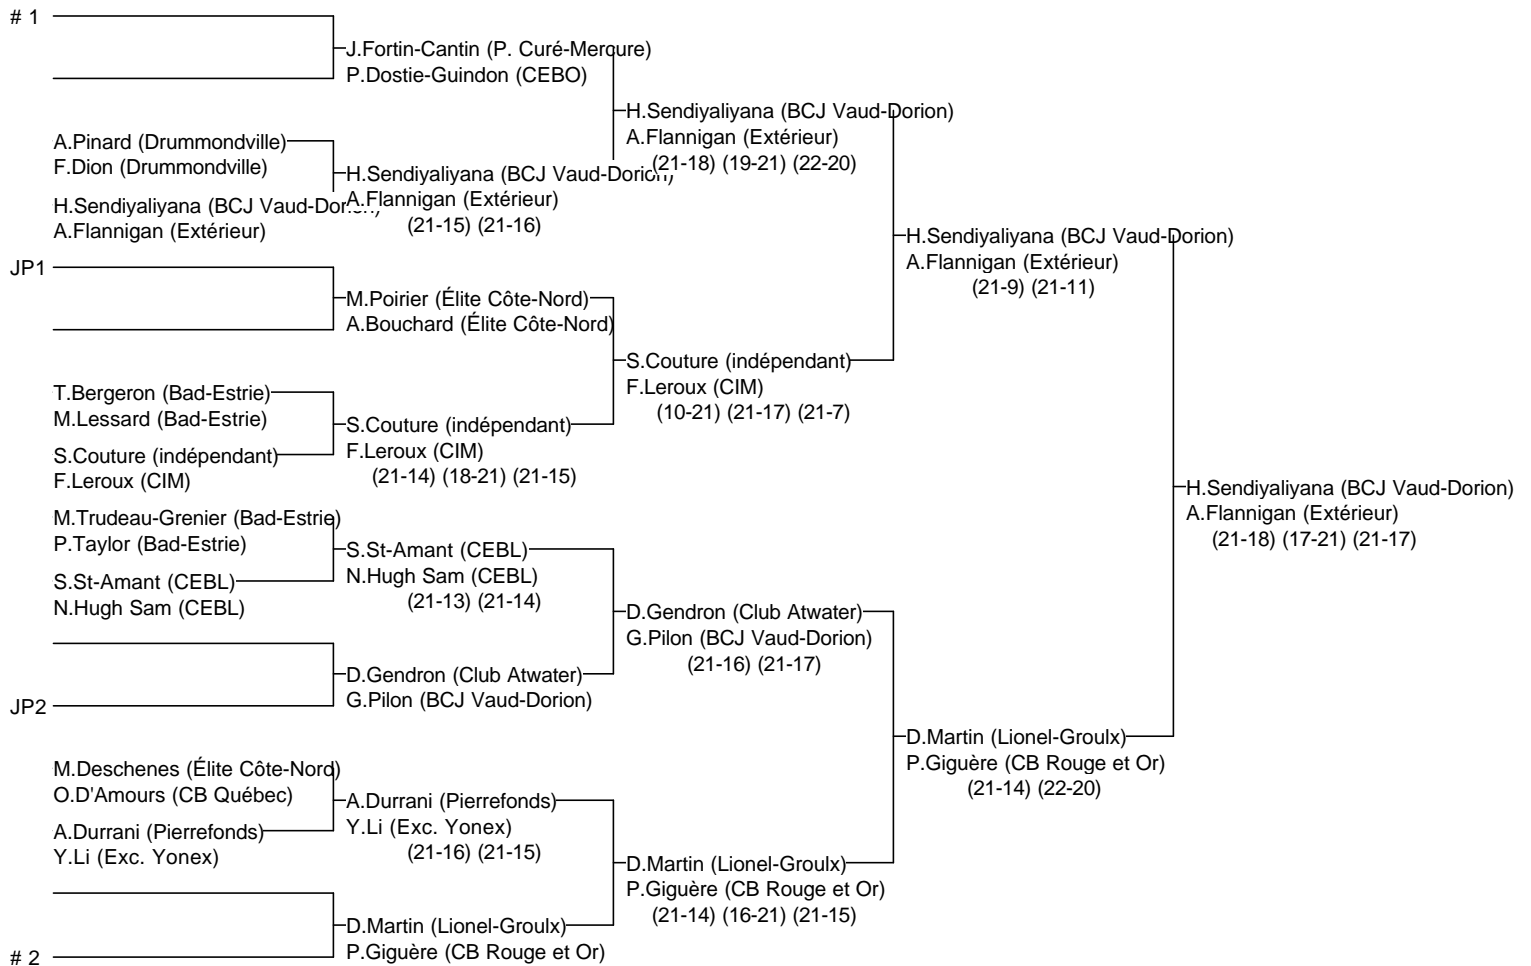 # 1
J.Fortin-Cantin (P. Curé-Mercure)
P.Dostie-Guindon (CEBO)
H.Sendiyaliyana (BCJ Vaud-Dorion)
A.Flannigan (Extérieur)
(21-18) (19-21) (22-20)
A.Pinard (Drummondville)
F.Dion (Drummondville)
H.Sendiyaliyana (BCJ Vaud-Dorion)
A.Flannigan (Extérieur)
(21-15) (21-16)
H.Sendiyaliyana (BCJ Vaud-Dorion)
A.Flannigan (Extérieur)
H.Sendiyaliyana (BCJ Vaud-Dorion)
A.Flannigan (Extérieur)
(21-9) (21-11)
JP1
M.Poirier (Élite Côte-Nord)
A.Bouchard (Élite Côte-Nord)
S.Couture (indépendant)
F.Leroux (CIM)
(10-21) (21-17) (21-7)
T.Bergeron (Bad-Estrie)
M.Lessard (Bad-Estrie)
S.Couture (indépendant)
F.Leroux (CIM)
(21-14) (18-21) (21-15)
S.Couture (indépendant)
F.Leroux (CIM)
H.Sendiyaliyana (BCJ Vaud-Dorion)
A.Flannigan (Extérieur)
(21-18) (17-21) (21-17)
M.Trudeau-Grenier (Bad-Estrie)
P.Taylor (Bad-Estrie)
S.St-Amant (CEBL)
N.Hugh Sam (CEBL)
(21-13) (21-14)
S.St-Amant (CEBL)
N.Hugh Sam (CEBL)
D.Gendron (Club Atwater)
G.Pilon (BCJ Vaud-Dorion)
(21-16) (21-17)
D.Gendron (Club Atwater)
G.Pilon (BCJ Vaud-Dorion)
JP2
D.Martin (Lionel-Groulx)
P.Giguère (CB Rouge et Or)
(21-14) (22-20)
M.Deschenes (Élite Côte-Nord)
O.D'Amours (CB Québec)
A.Durrani (Pierrefonds)
Y.Li (Exc. Yonex)
(21-16) (21-15)
A.Durrani (Pierrefonds)
Y.Li (Exc. Yonex)
D.Martin (Lionel-Groulx)
P.Giguère (CB Rouge et Or)
(21-14) (16-21) (21-15)
D.Martin (Lionel-Groulx)
P.Giguère (CB Rouge et Or)
# 2